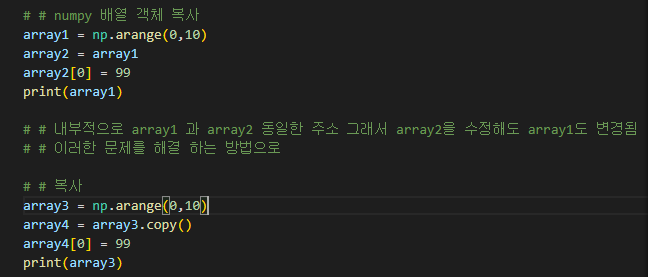 # # numpy 배열 객체 복사
array1 = np.arange(0,10)
array2 = array1
array2[0] = 99
print(array1)
# # 내부적으로 array1 과 array2 동일한 주소 그래서 array2을 수정해도 array1도 변경됨
# # 이러한 문제를 해결 하는 방법으로
# # 복사
array3 = np.arange(0,10)
array4 = array3.copy()
array4[0] = 99
print(array3)